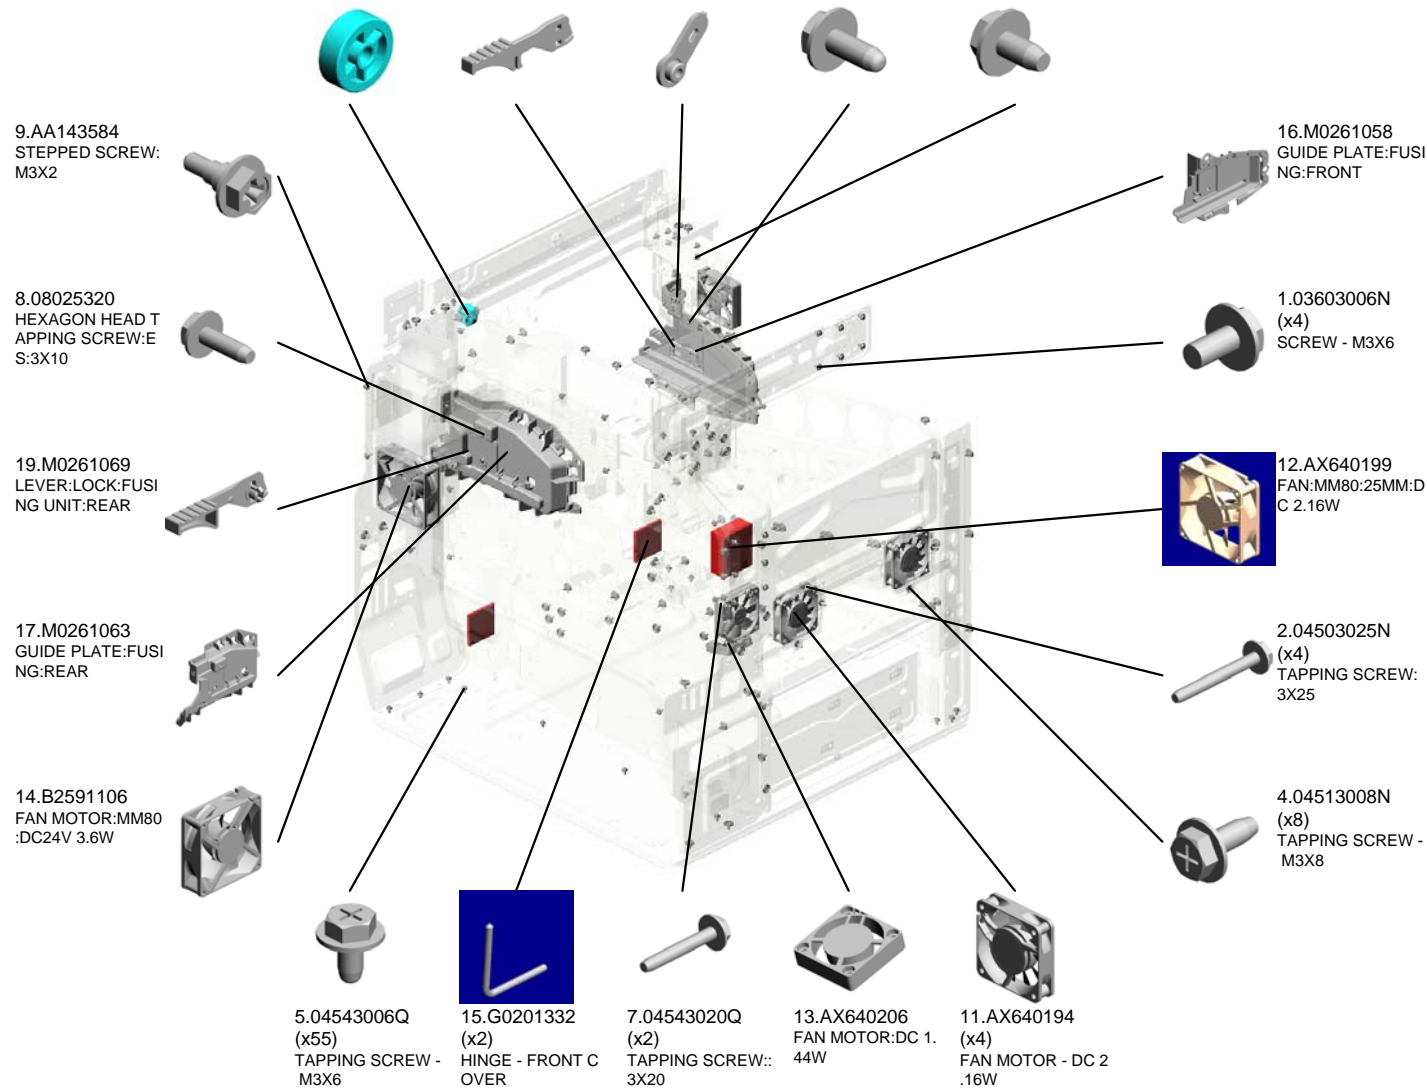 9.AA143584
STEPPED SCREW:
M3X2
8.08025320
HEXAGON HEAD T
APPING SCREW:E
S:3X10
19.M0261069
LEVER:LOCK:FUSI
NG UNIT:REAR
17.M0261063
GUIDE PLATE:FUSI
NG:REAR
14.B2591106
FAN MOTOR:MM80
:DC24V 3.6W
16.M0261058
GUIDE PLATE:FUSI
NG:FRONT
1.03603006N
(x4)
SCREW - M3X6
12.AX640199
FAN:MM80:25MM:D
C 2.16W
2.04503025N
(x4)
TAPPING SCREW:
3X25
4.04513008N
(x8)
TAPPING SCREW -
M3X8
5.04543006Q
(x55)
TAPPING SCREW -
M3X6
15.G0201332
(x2)
HINGE - FRONT C
OVER
7.04543020Q
(x2)
TAPPING SCREW::
3X20
13.AX640206
FAN MOTOR:DC 1.
44W
11.AX640194
(x4)
FAN MOTOR - DC 2
.16W